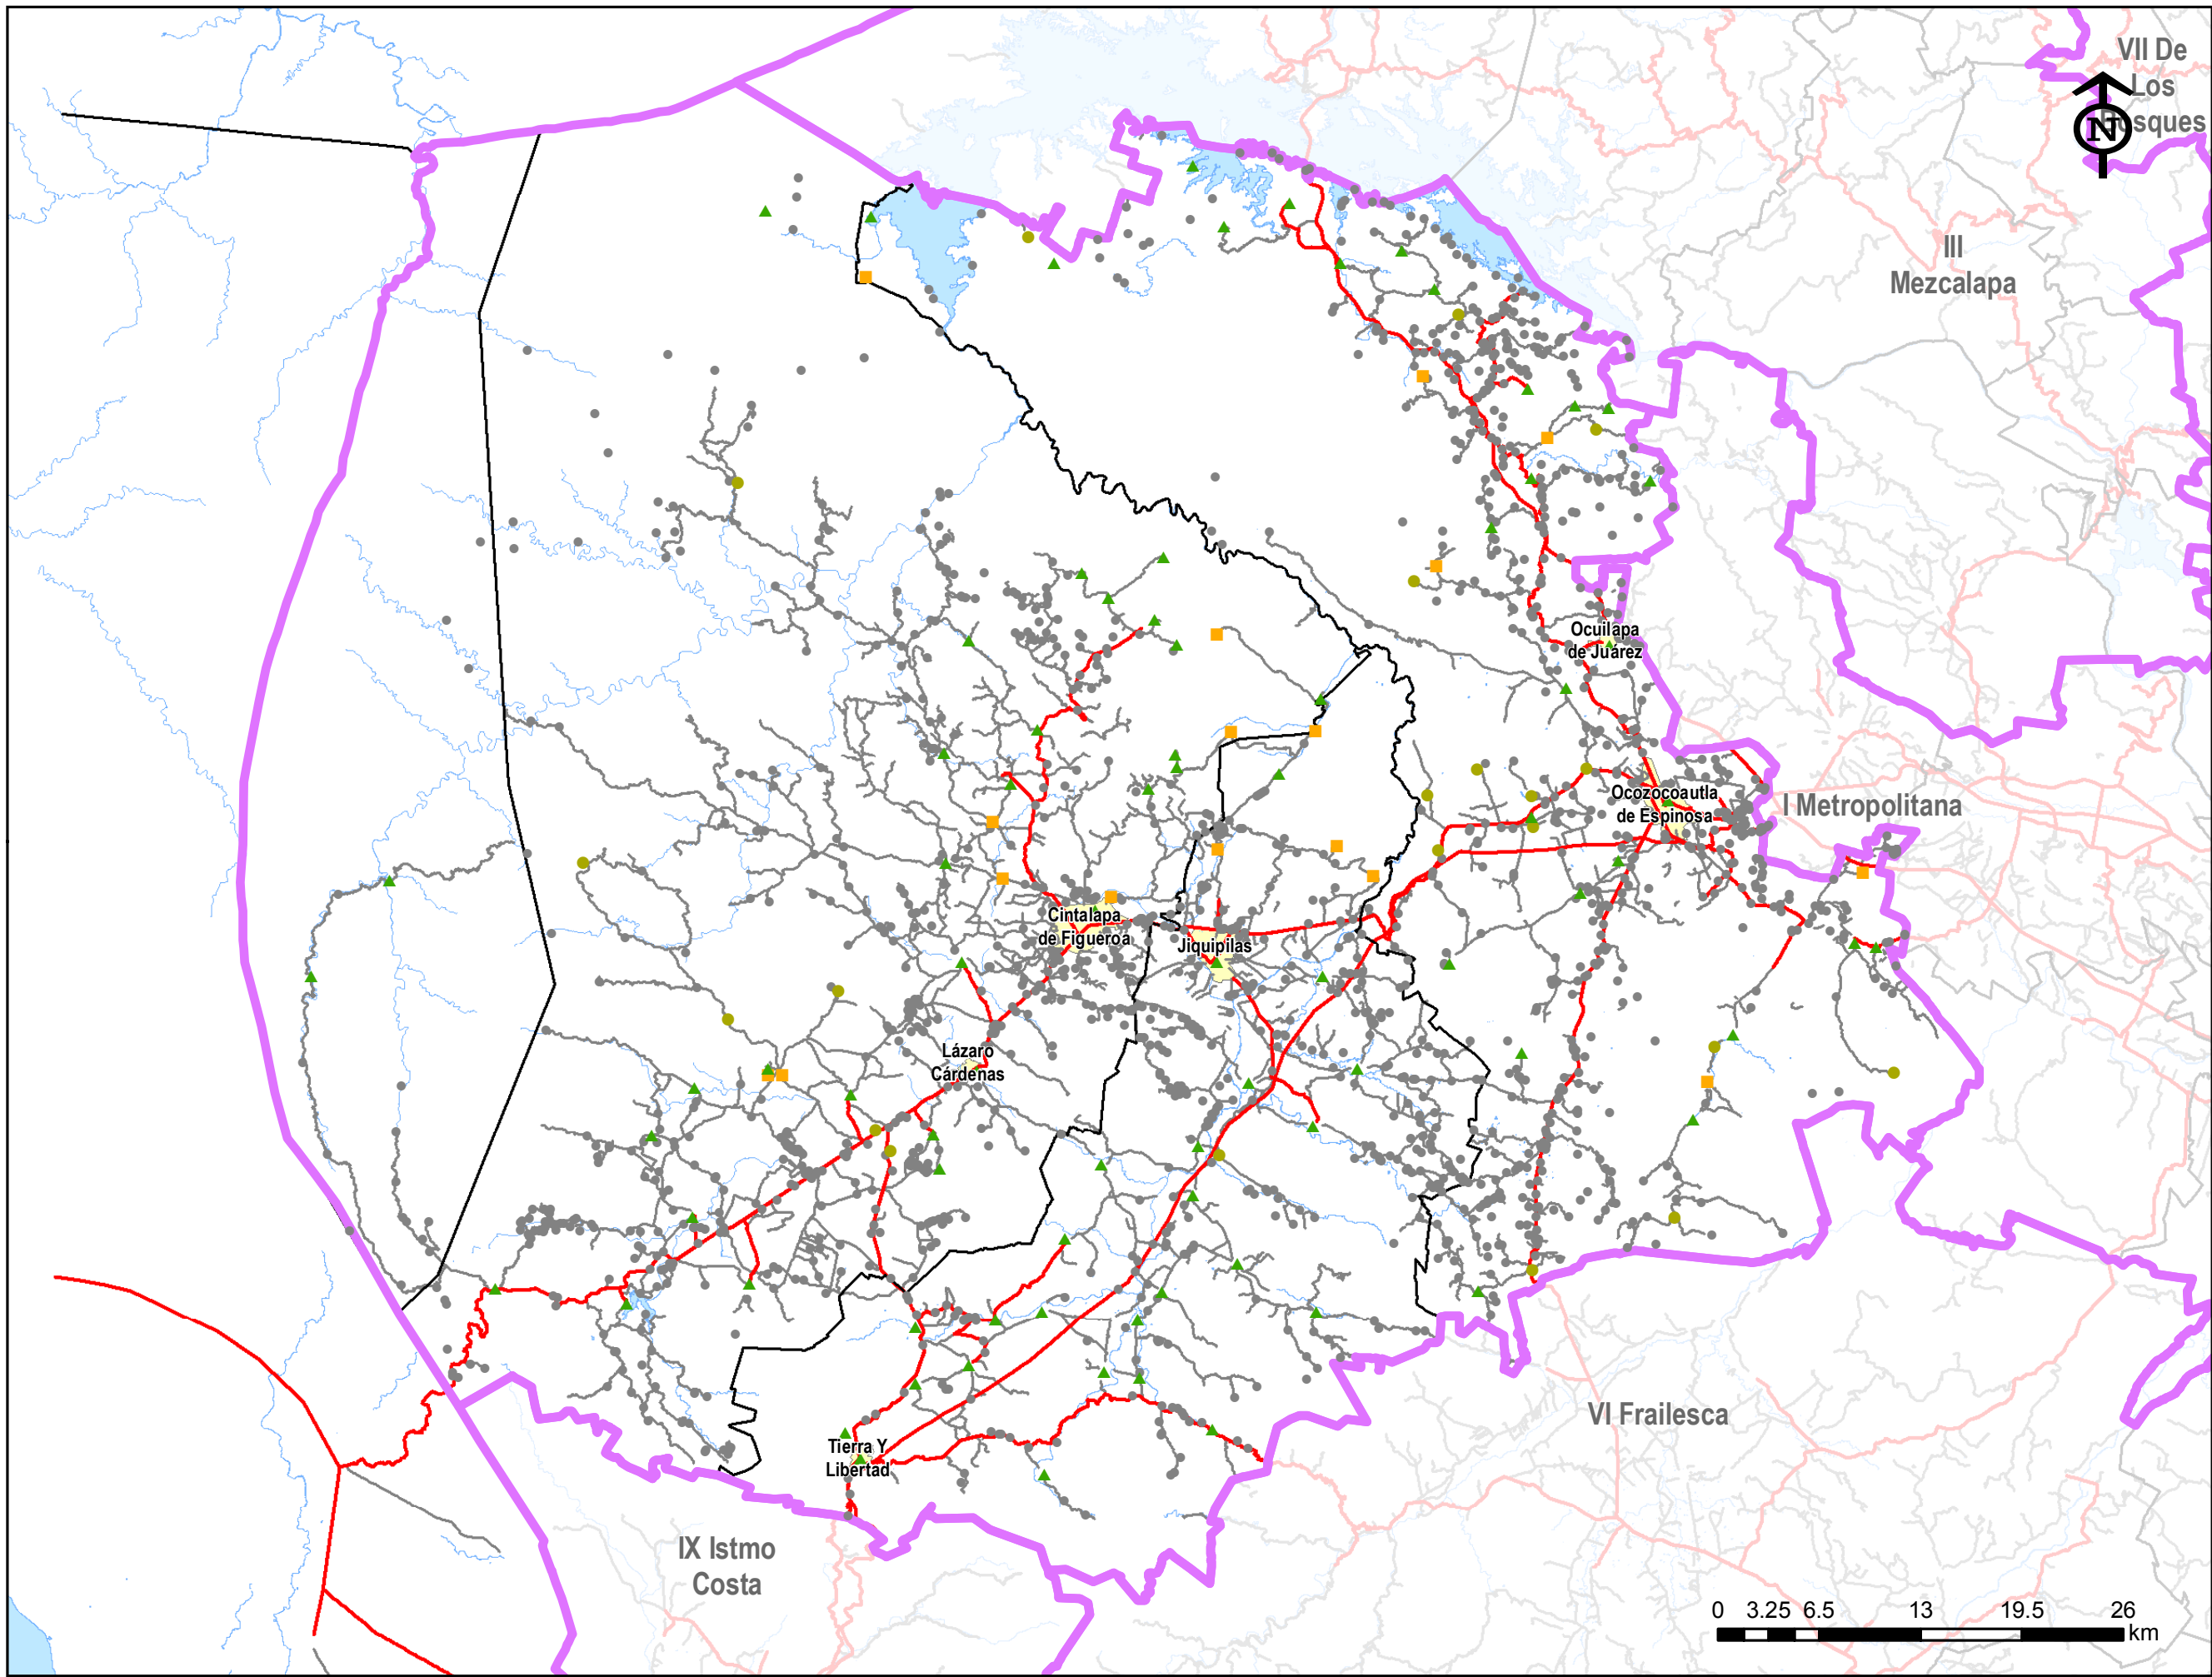 VII De
Los
Bosques
N
III
Mezcalapa
Ocuilapa
de Juárez
Ocozocoautla
de Espinosa
I Metropolitana
Cintalapa
de Figueroa
Jiquipilas
Lázaro
Cárdenas
Tierra Y
Libertad
VI Frailesca
IX Istmo
Costa
0 3.25 6.5 13 19.5 26
km